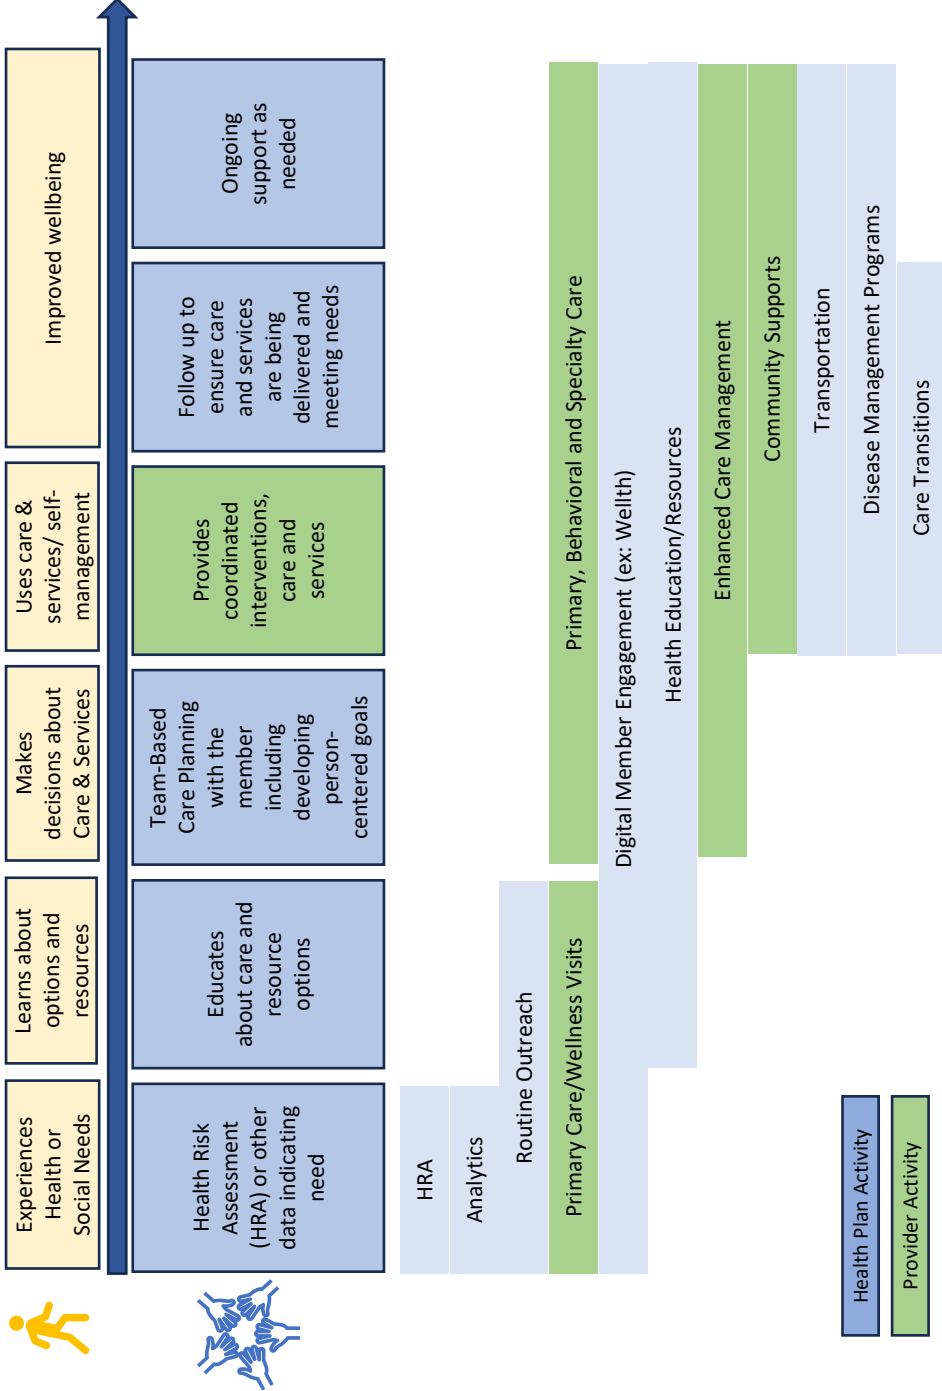 Experiences
Health or
Social Needs
Learns about
options and
resources
Makes
decisions about
Care & Services
Uses care &
services/ self-
management
Improved wellbeing
Health Risk
Assessment
(HRA) or other
data indicating
need
Educates
about care and
resource
options
Team-Based
Care Planning
with the
member
including
developing
person-
centered goals
Provides
coordinated
interventions,
care and
services
Follow up to
ensure care
and services
are being
delivered and
meeting needs
Ongoing
support as
needed
HRA
Analytics
Routine Outreach
Primary Care/Wellness Visits
Primary, Behavioral and Specialty Care
Digital Member Engagement (ex: Wellth)
Health Education/Resources
Enhanced Care Management
Community Supports
Transportation
Disease Management Programs
Care Transitions
Health Plan Activity
Provider Activity